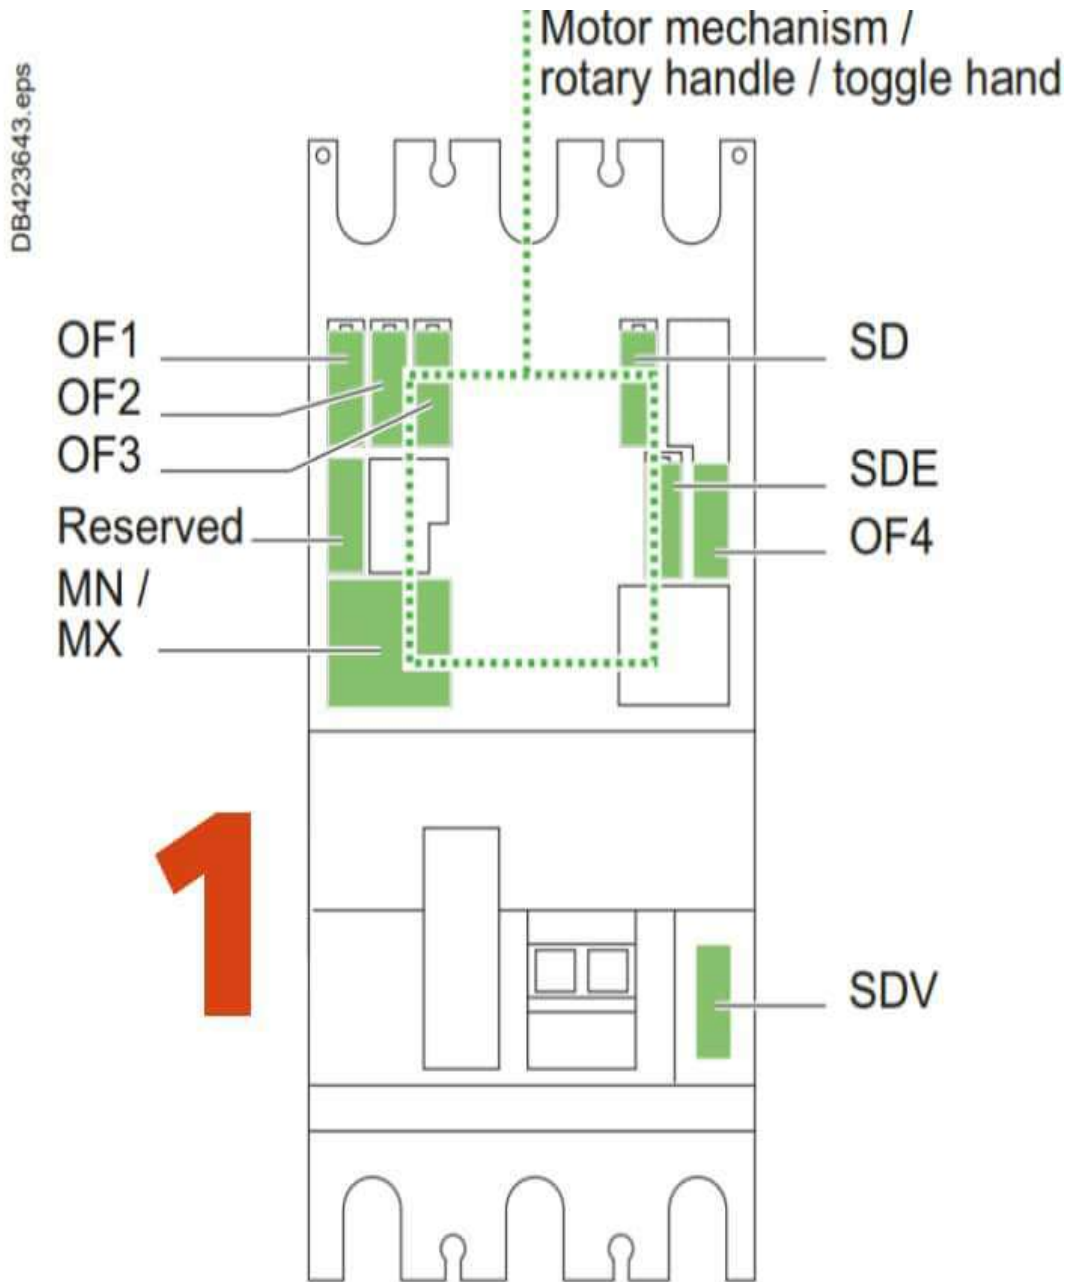 Motor mechanism /
rotary handle / toggle hand
DB423643.eps
OF1
OF2
OF3
Reserved
MN /
MX
SD
SDE
OF4
1
SDV